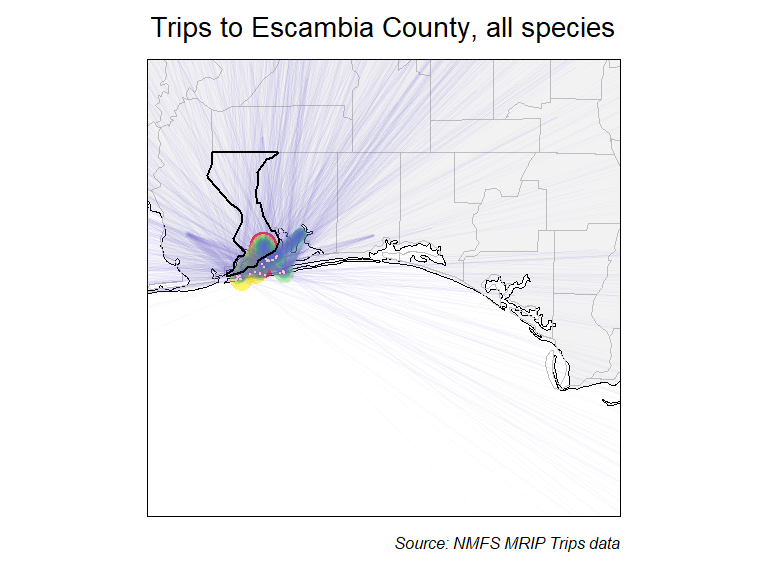 Trips to Escambia County, all species
Source: NMFS MRIP Trips data